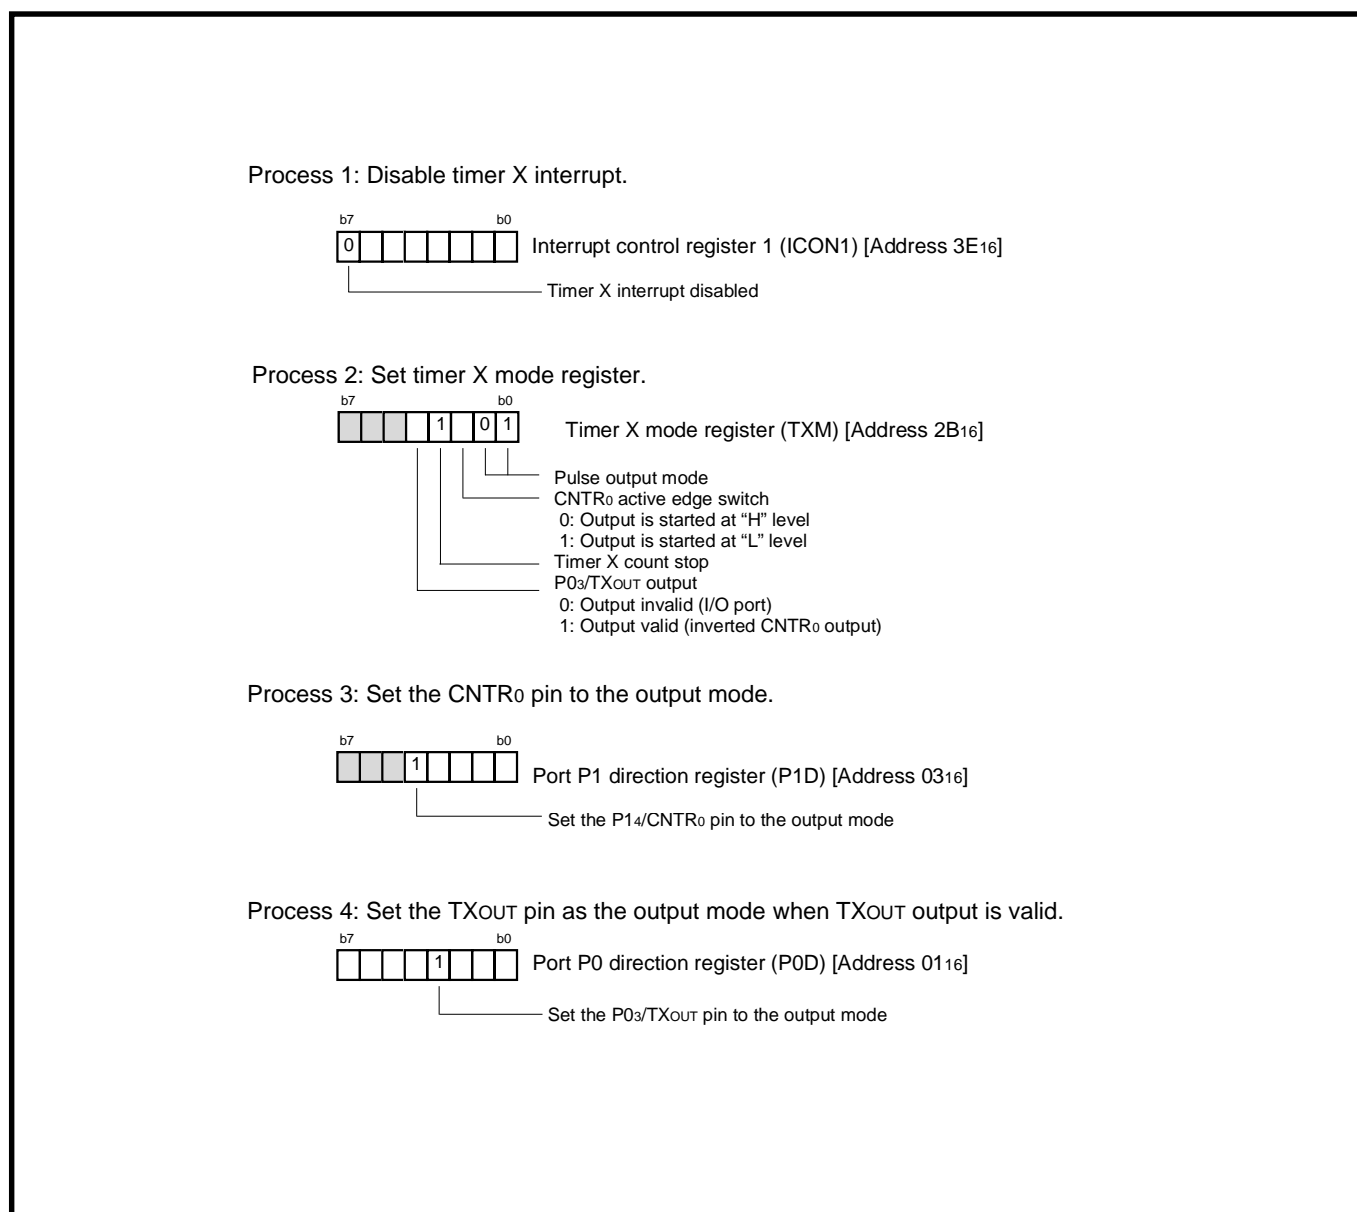 Process 1: Disable timer X interrupt.
b7 b0
0 Interrupt control register 1 (ICON1) [Address 3E16]
Timer X interrupt disabled
Process 2: Set timer X mode register.
b7 b0
1 0 1 Timer X mode register (TXM) [Address 2B16]
Pulse output mode
CNTR0 active edge switch
0: Output is started at “H” level
1: Output is started at “L” level
Timer X count stop
P03/TXOUT output
0: Output invalid (I/O port)
1: Output valid (inverted CNTR0 output)
Process 3: Set the CNTR0 pin to the output mode.
b7 b0
1 Port P1 direction register (P1D) [Address 0316]
Set the P14/CNTR0 pin to the output mode
Process 4: Set the TXOUT pin as the output mode when TXOUT output is valid.
b7 b0
1 Port P0 direction register (P0D) [Address 0116]
Set the P03/TXOUT pin to the output mode